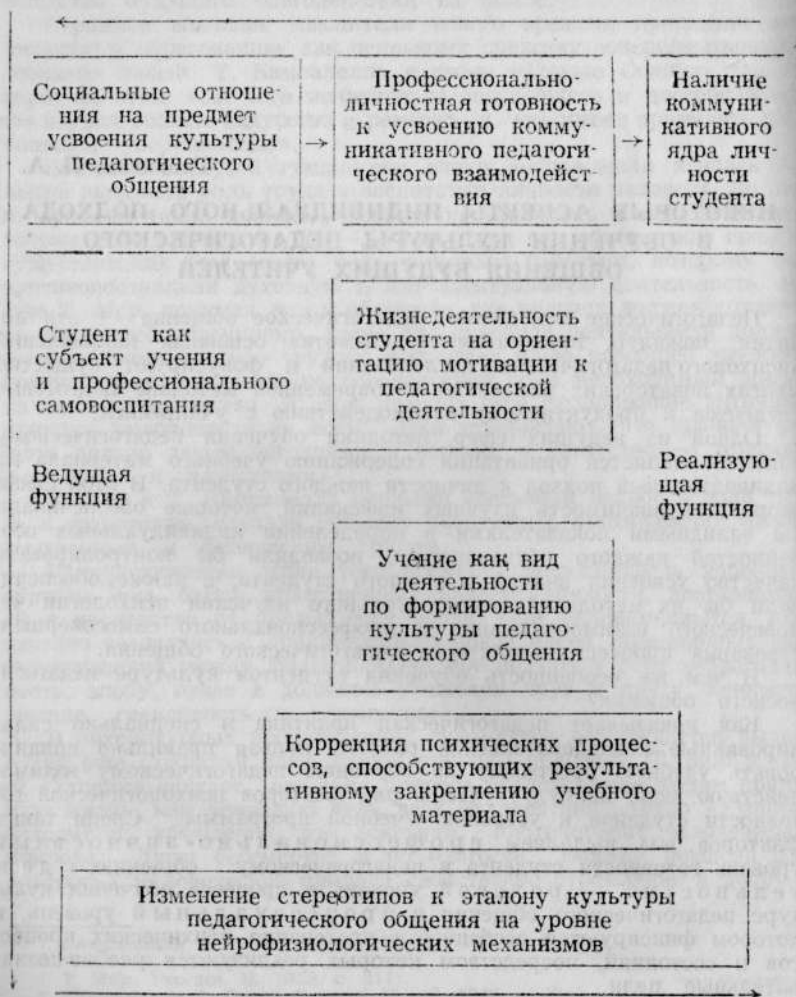 Социальные отноше-
ния на предмет
усвоения культуры
педагогического
общения
→
Профессионально-
личностная готовность
к усвоению комму-
никативного педагоги-
ческого взаимодейст
вия
→
Наличие
коммуни-
кативного
ядра лич-
ности
студента
Студент как
субъект учения
и профессионального
самовоспитания
Жизнедеятельность
студента на ориен-
тацию мотивации к
педагогической
деятельности
Ведущая
функция
Реализую-
щая
функция
Учение как вид
деятельности
по формированию
культуры педаго-
гического общения
Коррекция психических процес-
сов, способствующих результа-
тивному закреплению учебного
материала
Изменение стереотипов к эталону культуры
педагогического общения на уровне
нейрофизиологических механизмов